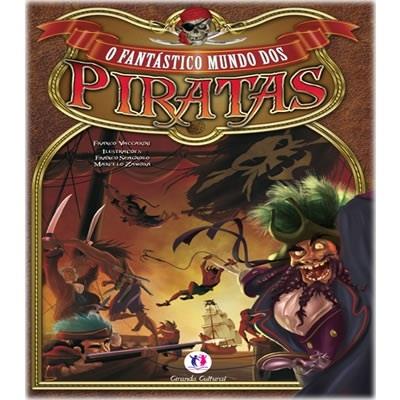 O FANTÁSTICO MUNDO DOS
PIRATAS
FRANCO VACCARINI
ILUSTRAÇÕES:
FRANCO SPAGNOLO
MARCELO ZAMORA
Ciranda Cultural